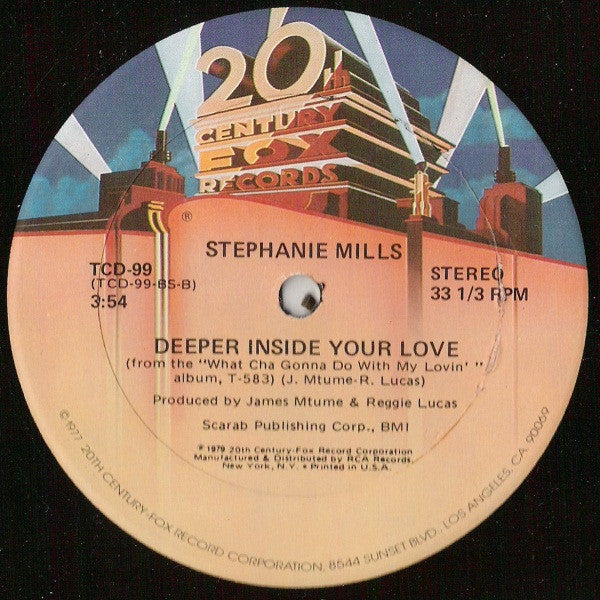 20th
CENTURY
FOX
RECORDS
®
STEPHANIE MILLS
TCD-99
(TCD-99-BS-B)
3:54
STEREO
33 1/3 RPM
DEEPER INSIDE YOUR LOVE
(from the "What Cha Gonna Do With My Lovin' "
album, T-583) (J. Mtume-R. Lucas)
Produced by James Mtume & Reggie Lucas
Scarab Publishing Corp., BMI
℗ 1979 20th Century-Fox Record Corporation
Manufactured & Distributed by RCA Records,
New York, N.Y. • Printed in U.S.A.
©1977 20TH CENTURY-FOX RECORD CORPORATION, 8544 SUNSET BLVD., LOS ANGELES, CA. 90069